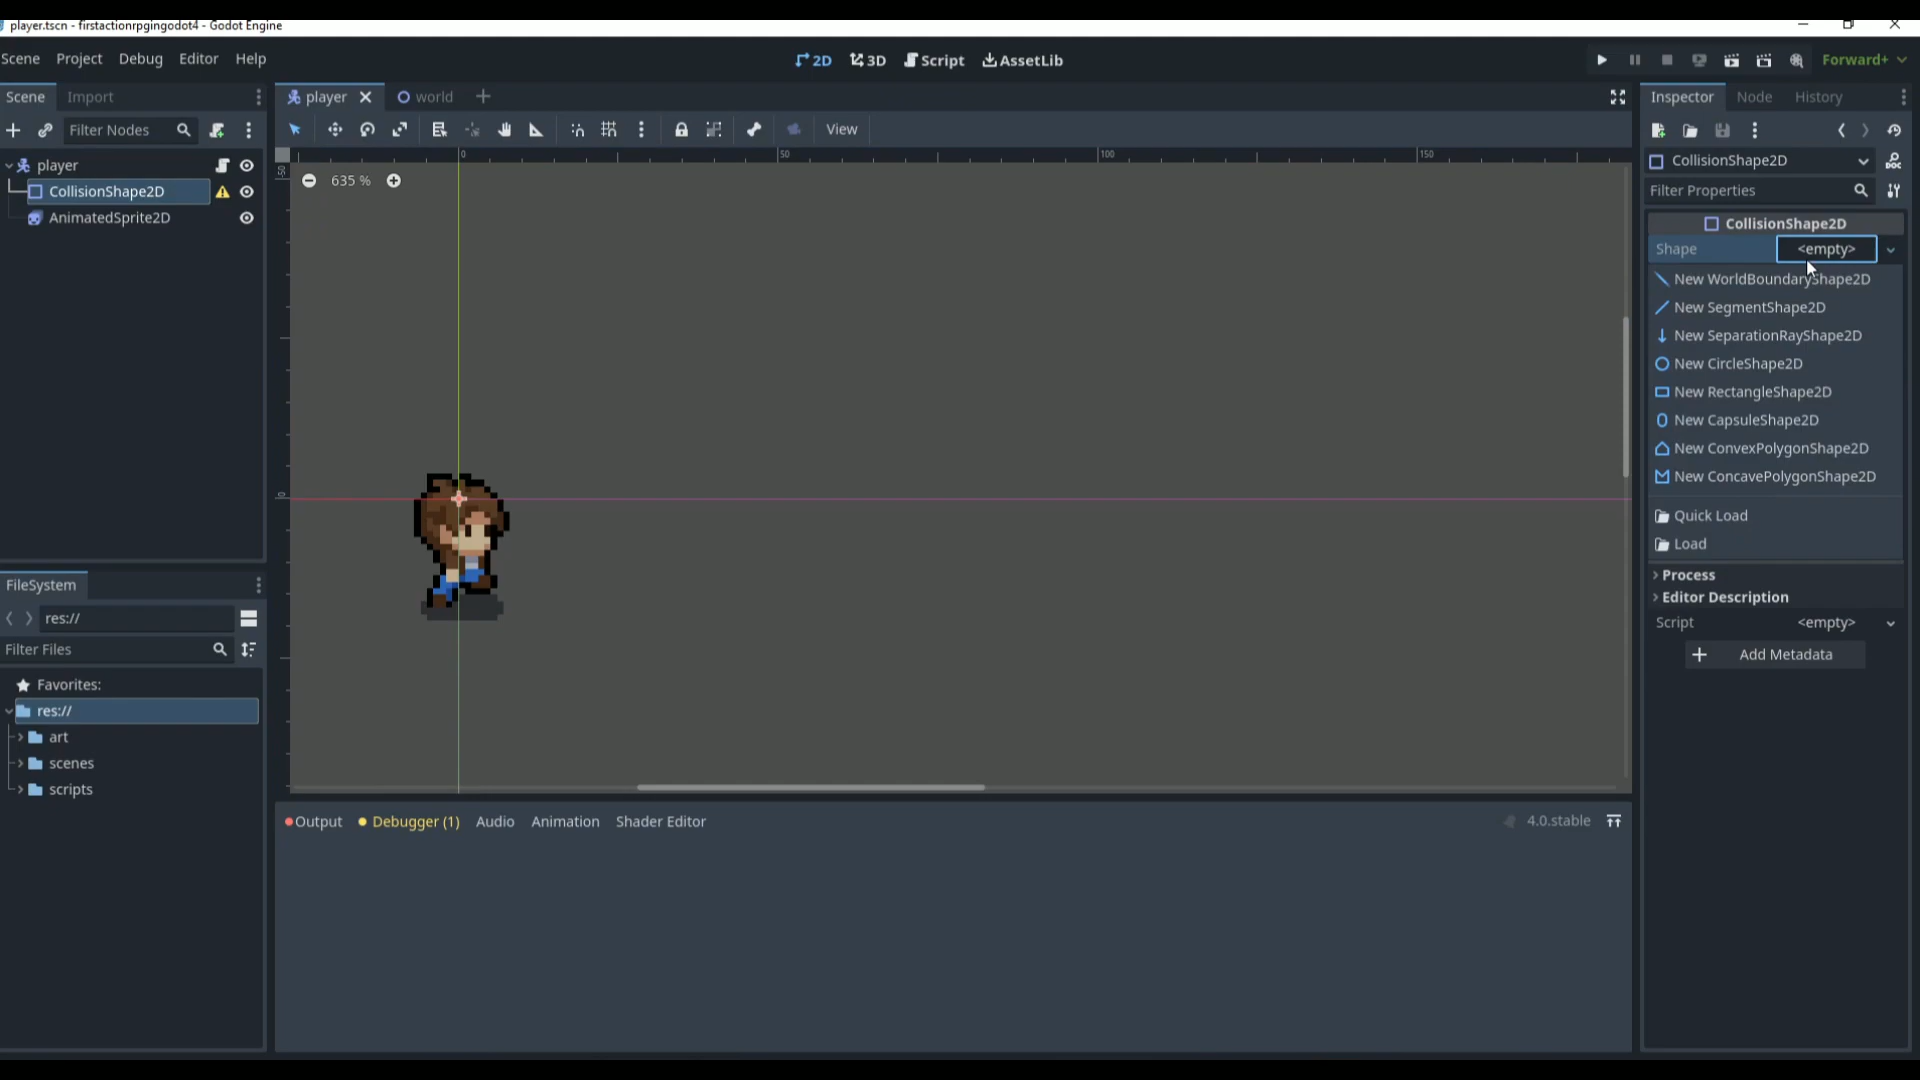 player.tscn - firstactionrpgingodot4 - Godot Engine
Scene Project Debug Editor Help
2D 3D Script AssetLib
Forward+
Scene Import
player world
Inspector Node History
Filter Nodes
View
player
CollisionShape2D
AnimatedSprite2D
0 50 100 150
-50
0
635 %
CollisionShape2D
Filter Properties
CollisionShape2D
Shape <empty>
New WorldBoundaryShape2D
New SegmentShape2D
New SeparationRayShape2D
New CircleShape2D
New RectangleShape2D
New CapsuleShape2D
New ConvexPolygonShape2D
New ConcavePolygonShape2D
Quick Load
Load
Process
Editor Description
Script <empty>
Add Metadata
FileSystem
res://
Filter Files
Favorites:
res://
art
scenes
scripts
Output Debugger (1) Audio Animation Shader Editor
4.0.stable